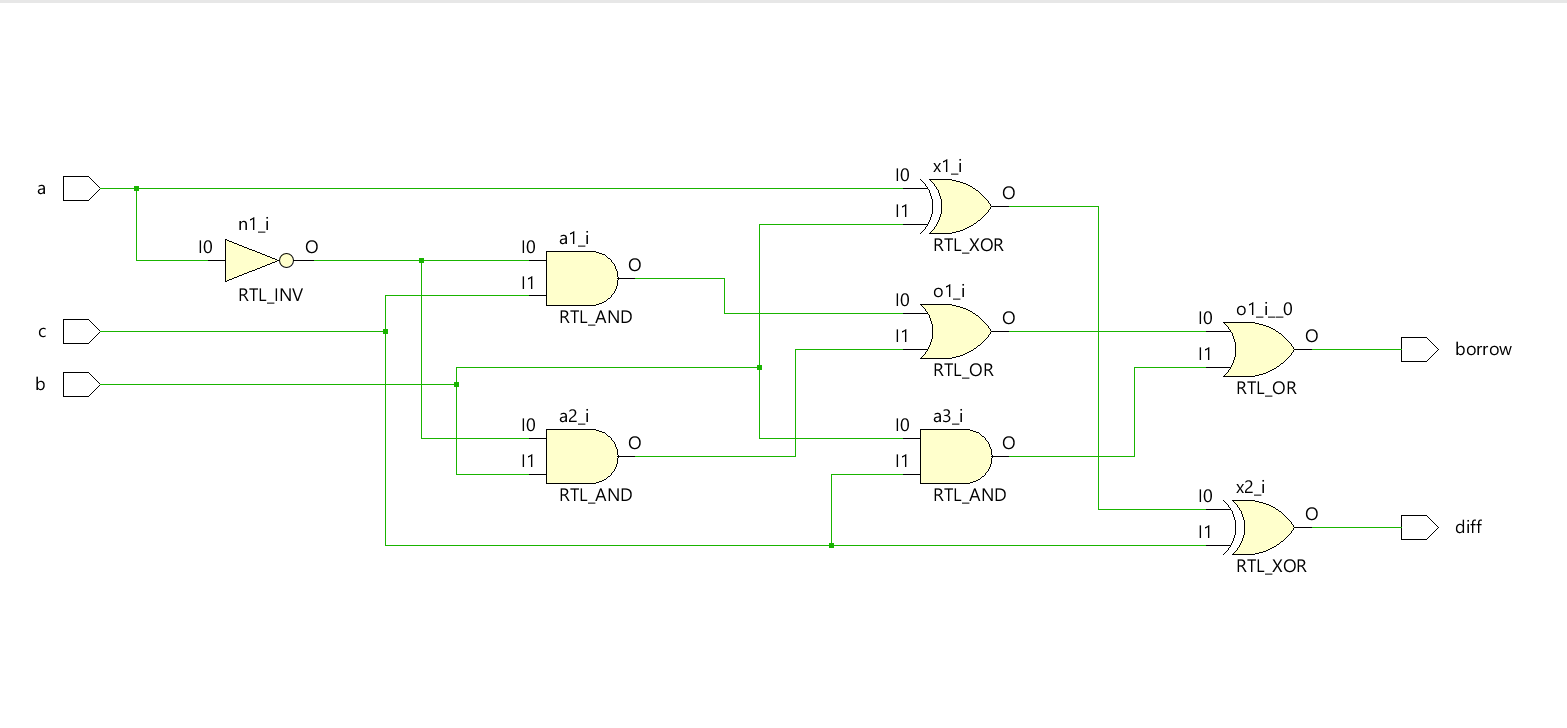 x1_i
a
I0
O
I1
n1_i
RTL_XOR
I0
O
a1_i
I0
O
I1
RTL_INV
RTL_AND
o1_i
I0
O
I1
RTL_OR
o1_i__0
I0
O
I1
RTL_OR
borrow
c
b
a2_i
I0
O
I1
RTL_AND
a3_i
I0
O
I1
RTL_AND
x2_i
I0
O
I1
RTL_XOR
diff